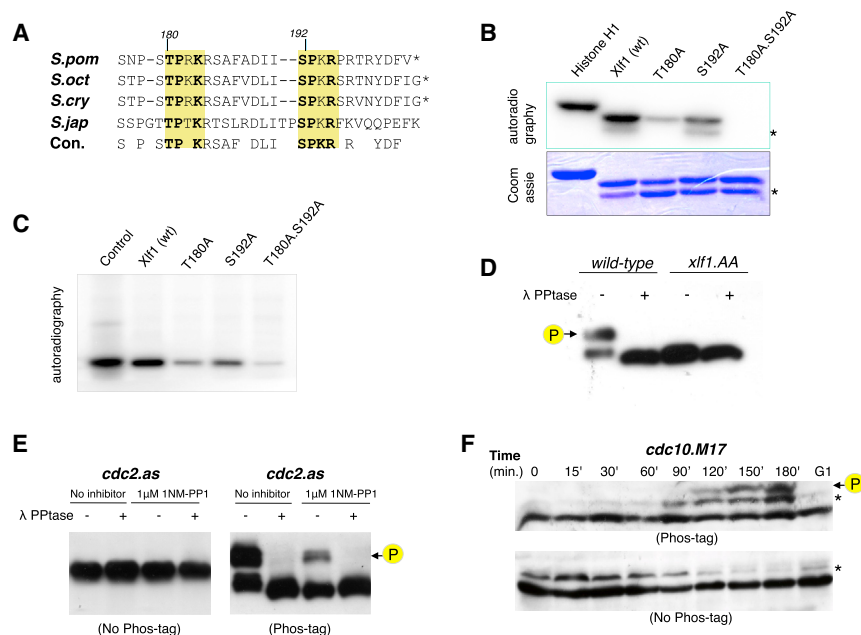 A
180 192
S.pom SNP-STPRKRSAFADII--SPKRPRTRYDFV*
S.oct STP-STPKKRSAFVDLI--SPKRSRTRYDFIG*
S.cry STP-STPKKRSAFVDLI--SPKRSRVNYDFIG*
S.jap SSPGTTPTKRTSLRDLITPSPKRFKVQQPEFK
Con. S P STP KRSAF DLI SPKR R YDF
B
Histone H1 Xlf1 (wt) T180A S192A T180A.S192A
autoradio
graphy
*
Coom
assie
*
C
Control Xlf1 (wt) T180A S192A T180A.S192A
autoradiography
D
wild-type xlf1.AA
λ PPtase - + - +
P
E
cdc2.as cdc2.as
No inhibitor 1µM 1NM-PP1 No inhibitor 1µM 1NM-PP1
λ PPtase - + - + - + - +
P
(No Phos-tag) (Phos-tag)
F
cdc10.M17
Time
(min.) 0 15' 30' 60' 90' 120' 150' 180' G1
P
*
(Phos-tag)
*
(No Phos-tag)